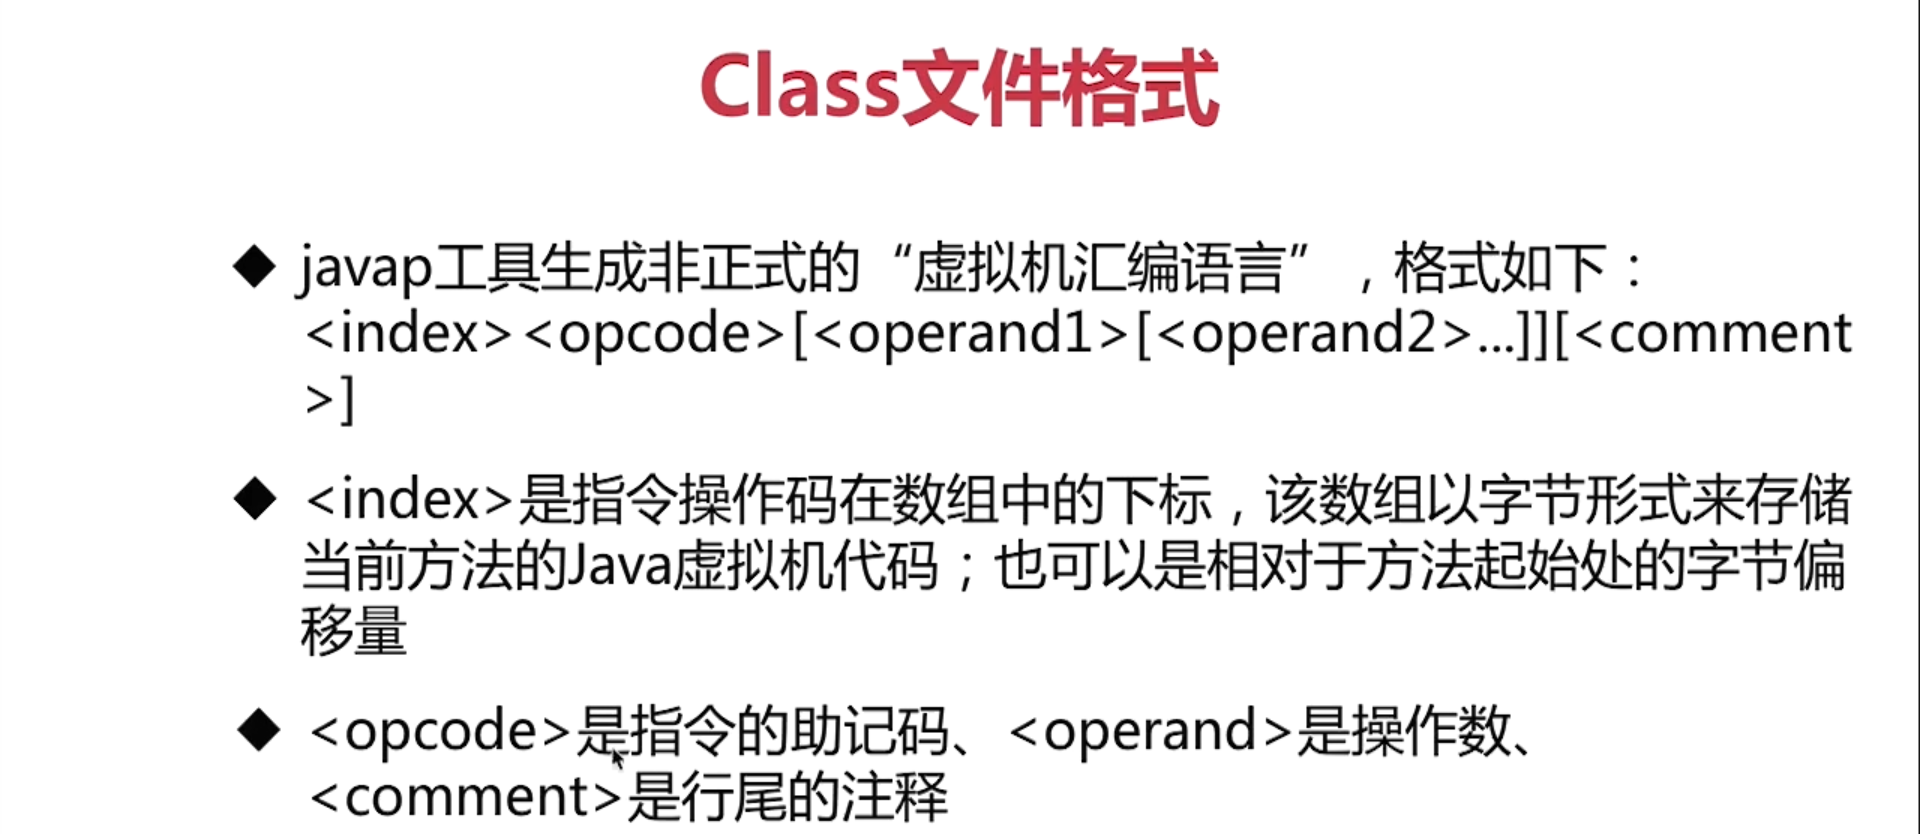 Class文件格式
◆ javap工具生成非正式的“虚拟机汇编语言”，格式如下：
<index><opcode>[<operand1>[<operand2>...]][<comment
>]
◆ <index>是指令操作码在数组中的下标，该数组以字节形式来存储
当前方法的Java虚拟机代码；也可以是相对于方法起始处的字节偏
移量
◆ <opcode>是指令的助记码、<operand>是操作数、
<comment>是行尾的注释